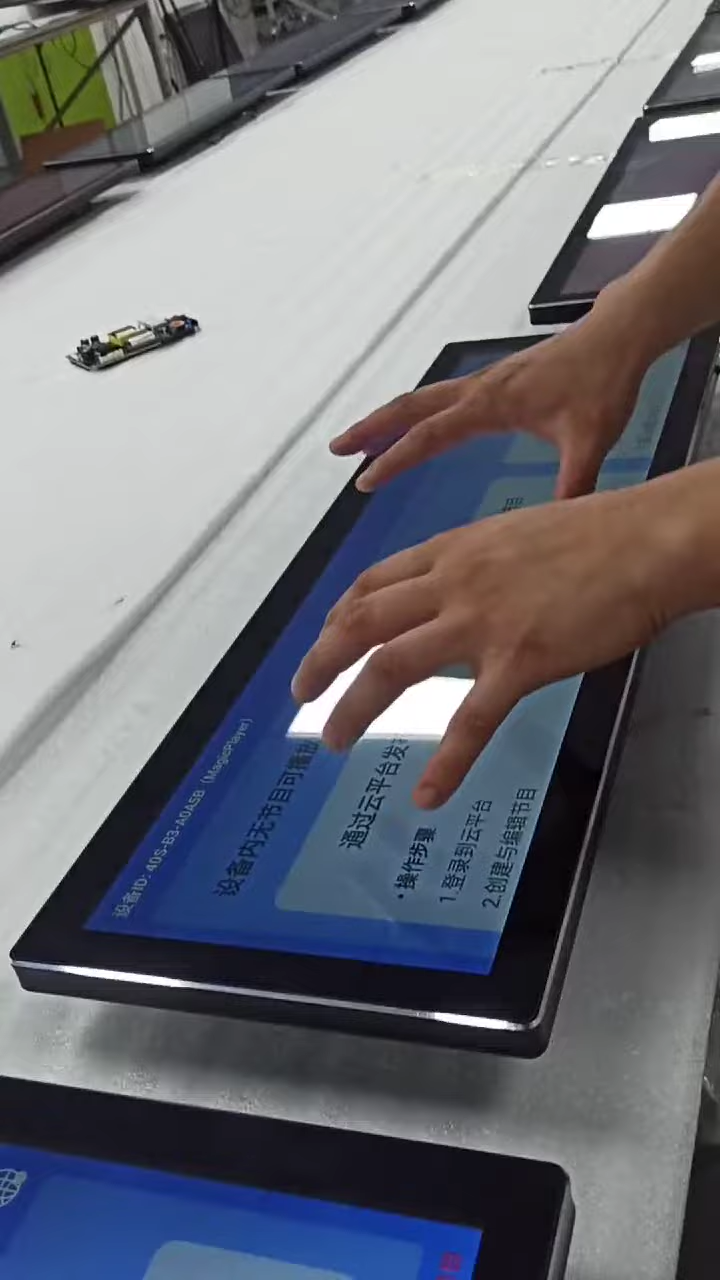 设备ID: 40S-B3-A0A5B (MagicPlayer)
设备内无节目可播
通过云平台发
• 操作步骤
1.登录到云平台
2.创建与编辑节目